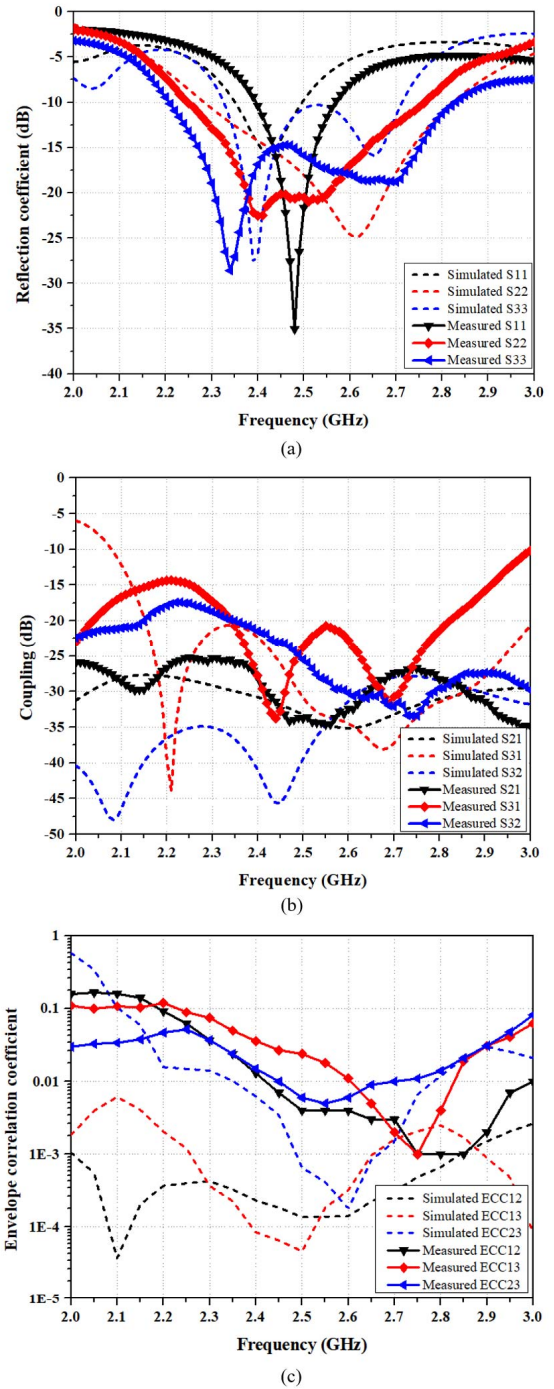 0
-5
-10
-15
-20
-25
-30
-35
-40
Reflection coefficient (dB)
Simulated S11
Simulated S22
Simulated S33
Measured S11
Measured S22
Measured S33
2.0 2.1 2.2 2.3 2.4 2.5 2.6 2.7 2.8 2.9 3.0
Frequency (GHz)
(a)
0
-5
-10
-15
-20
-25
-30
-35
-40
-45
-50
Coupling (dB)
Simulated S21
Simulated S31
Simulated S32
Measured S21
Measured S31
Measured S32
2.0 2.1 2.2 2.3 2.4 2.5 2.6 2.7 2.8 2.9 3.0
Frequency (GHz)
(b)
1
0.1
0.01
1E-3
1E-4
1E-5
Envelope correlation coefficient
Simulated ECC12
Simulated ECC13
Simulated ECC23
Measured ECC12
Measured ECC13
Measured ECC23
2.0 2.1 2.2 2.3 2.4 2.5 2.6 2.7 2.8 2.9 3.0
Frequency (GHz)
(c)